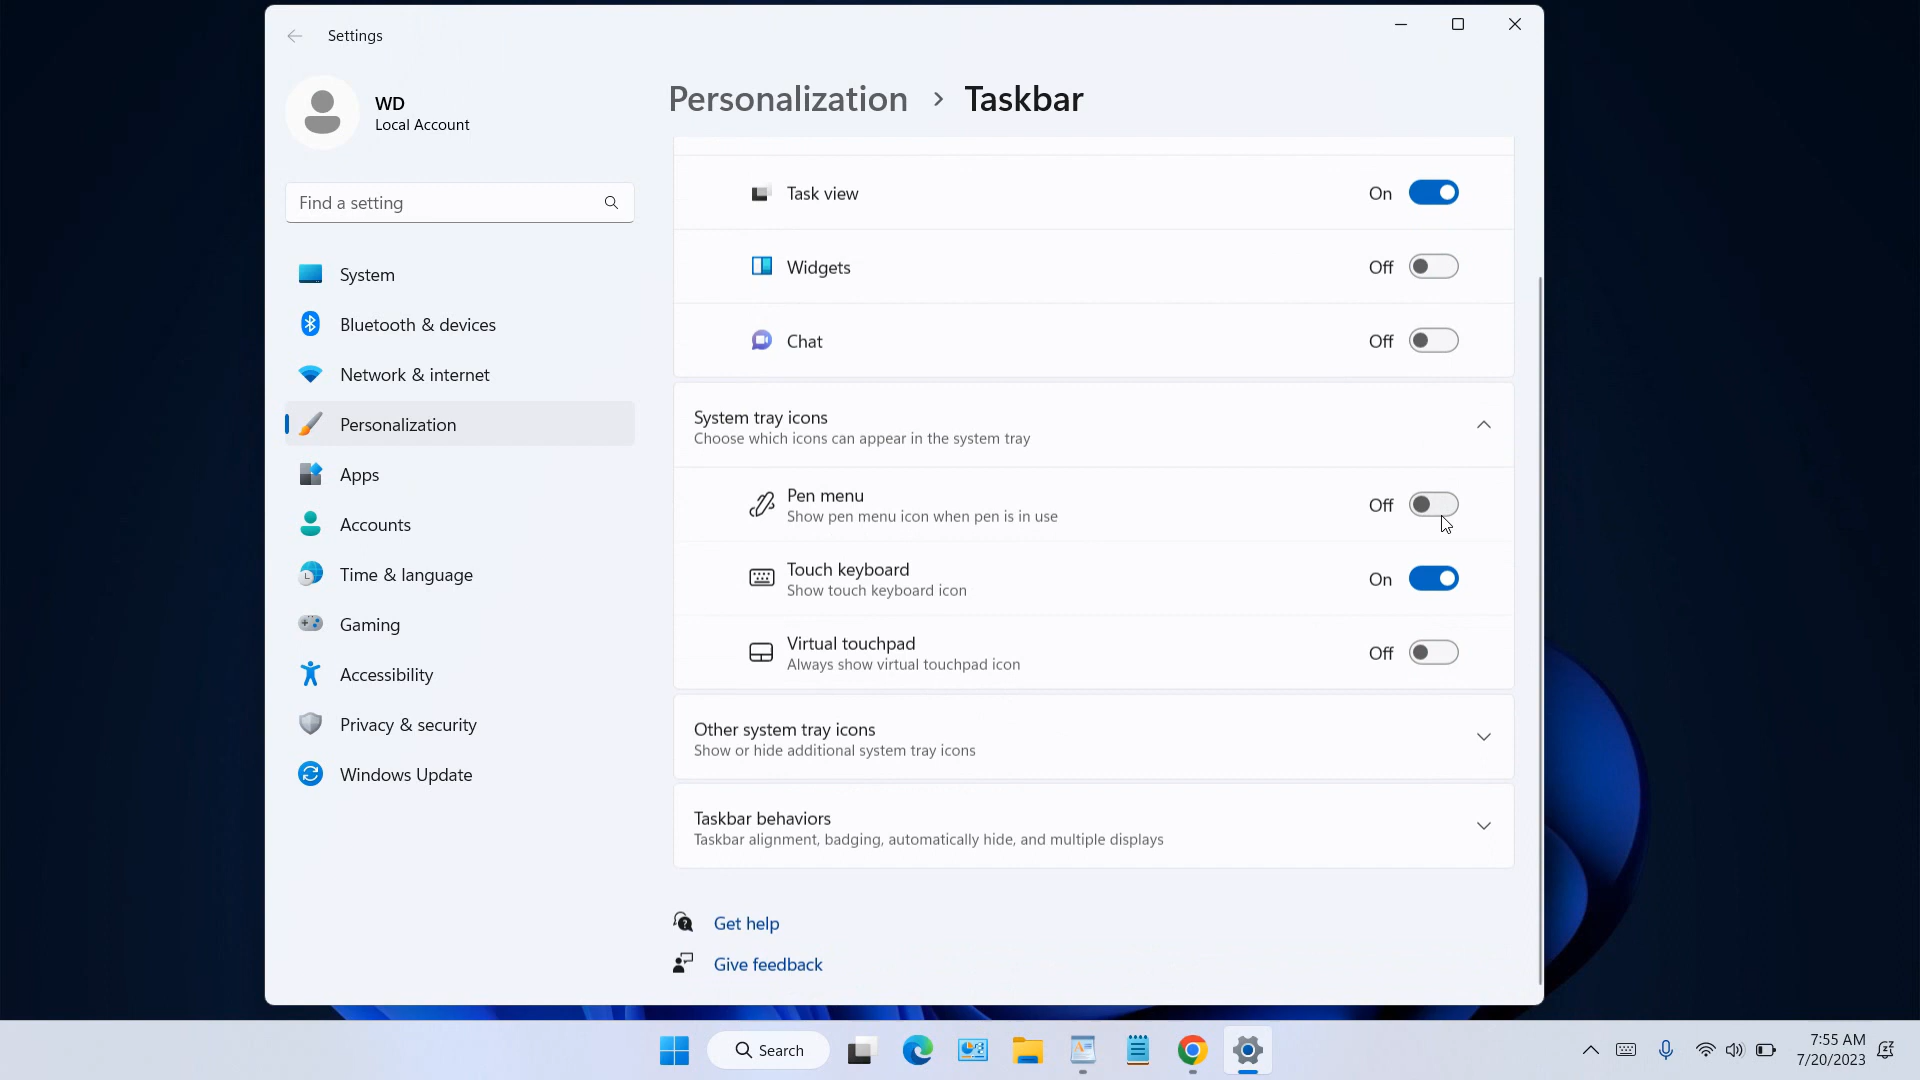 Settings
WD
Local Account
Find a setting
System
Bluetooth & devices
Network & internet
Personalization
Apps
Accounts
Time & language
Gaming
Accessibility
Privacy & security
Windows Update
Personalization > Taskbar
Task view On
Widgets Off
Chat Off
System tray icons
Choose which icons can appear in the system tray
Pen menu
Show pen menu icon when pen is in use
Off
Touch keyboard
Show touch keyboard icon
On
Virtual touchpad
Always show virtual touchpad icon
Off
Other system tray icons
Show or hide additional system tray icons
Taskbar behaviors
Taskbar alignment, badging, automatically hide, and multiple displays
Get help
Give feedback
Search
7:55 AM
7/20/2023